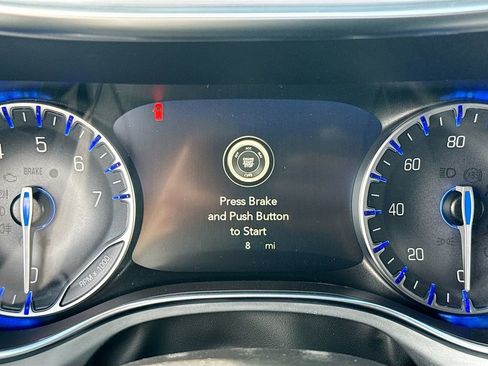 Press Brake
and Push Button
to Start
8 mi
4
5
6
7
BRAKE
0
RPM x 1000
80
60
40
20
0